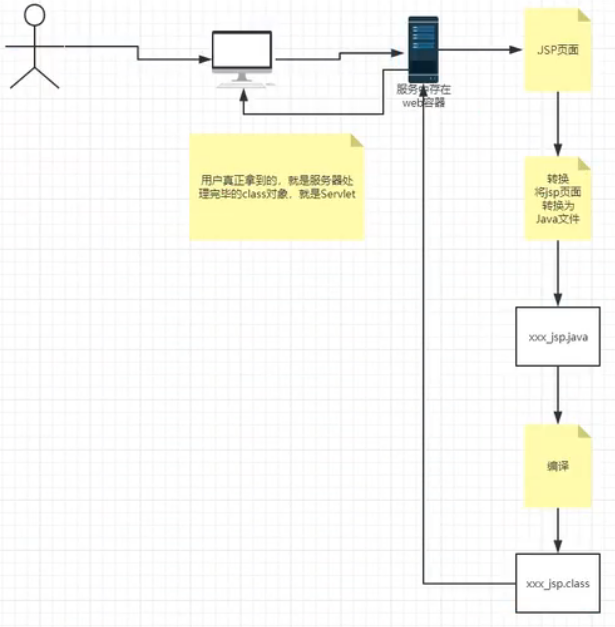 JSP页面
服务中存在
web容器
用户真正拿到的，就是服务器处
理完毕的class对象，就是Servlet
转换
将jsp页面
转换为
Java文件
xxx_jsp.java
编译
xxx_jsp.class